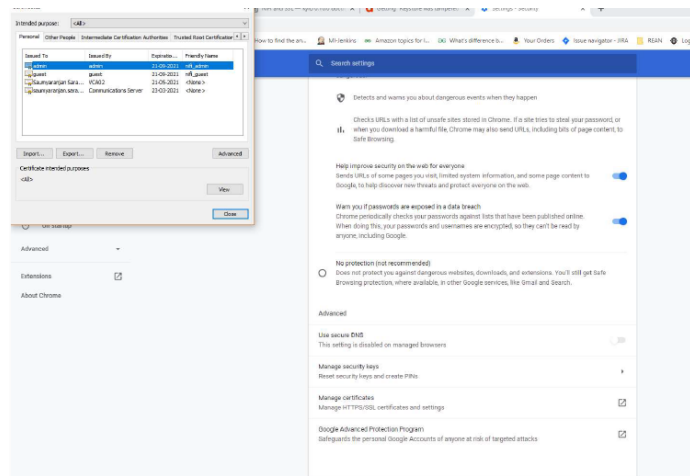 Intended purpose: <All>
Personal Other People Intermediate Certification Authorities Trusted Root Certification
Issued To Issued By Expiratio... Friendly Name
admin admin 21-09-2021 nifi_admin
guest guest 21-09-2021 nifi_guest
Saumyaranjan Sara... VCA02 21-05-2021 <None>
saumyaranjan.sara... Communications Server 23-03-2021 <None>
Import... Export... Remove Advanced
Certificate intended purposes
<All>
View
Close
How to find the an... MI-Jenkins Amazon topics for L... What's difference b... Your Orders Issue navigator - JIRA REAN
Settings - Security
Search settings
Detects and warns you about dangerous events when they happen
Checks URLs with a list of unsafe sites stored in Chrome. If a site tries to steal your password, or
when you download a harmful file, Chrome may also send URLs, including bits of page content, to
Safe Browsing.
Help improve security on the web for everyone
Sends URLs of some pages you visit, limited system information, and some page content to
Google, to help discover new threats and protect everyone on the web.
Warn you if passwords are exposed in a data breach
Chrome periodically checks your passwords against lists that have been published online.
When doing this, your passwords and usernames are encrypted, so they can't be read by
anyone, including Google.
No protection (not recommended)
Does not protect you against dangerous websites, downloads, and extensions. You'll still get Safe
Browsing protection, where available, in other Google services, like Gmail and Search.
Advanced
Use secure DNS
This setting is disabled on managed browsers
Manage security keys
Reset security keys and create PINs
Manage certificates
Manage HTTPS/SSL certificates and settings
Google Advanced Protection Program
Safeguards the personal Google Accounts of anyone at risk of targeted attacks
On startup
Advanced
Extensions
About Chrome